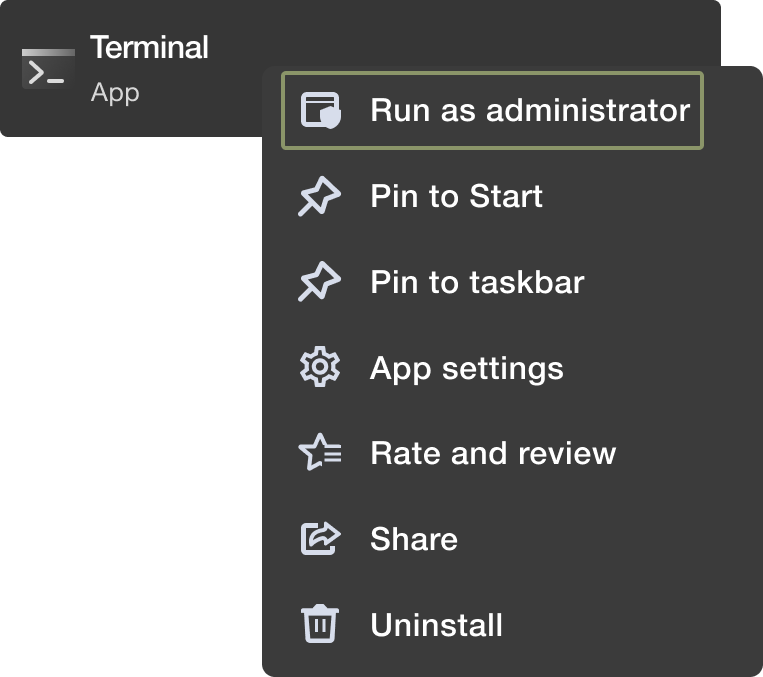 Terminal
App
Run as administrator
Pin to Start
Pin to taskbar
App settings
Rate and review
Share
Uninstall